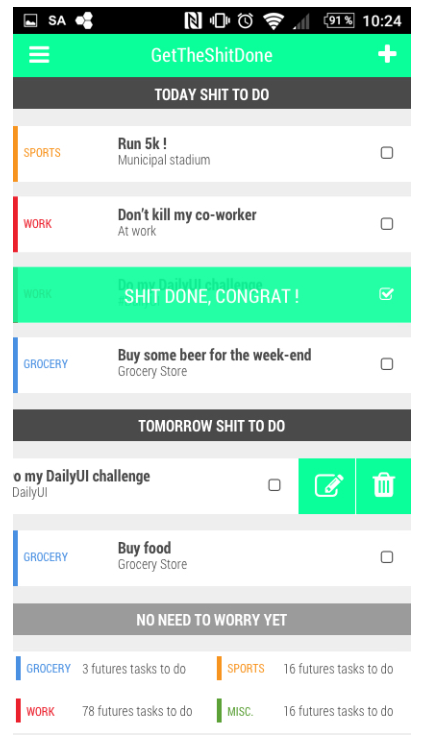 SA 91% 10:24
GetTheShitDone
TODAY SHIT TO DO
SPORTS
Run 5k !
Municipal stadium
WORK
Don't kill my co-worker
At work
WORK
Do my DailyUI challenge
SHIT DONE, CONGRAT !
GROCERY
Buy some beer for the week-end
Grocery Store
TOMORROW SHIT TO DO
o my DailyUI challenge
DailyUI
GROCERY
Buy food
Grocery Store
NO NEED TO WORRY YET
GROCERY 3 futures tasks to do SPORTS 16 futures tasks to do
WORK 78 futures tasks to do MISC. 16 futures tasks to do